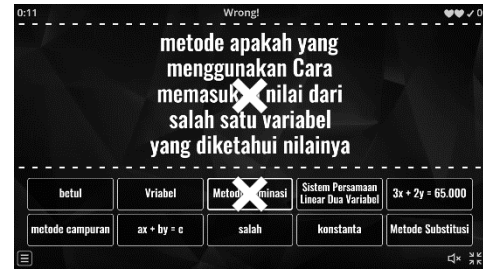 0:11
Wrong!
✓ 0
metode apakah yang
menggunakan Cara
nilai dari
salah satu variabel
yang diketahui nilainya
betul
Vriabel
Sistem Persamaan
Linear Dua Variabel
3x + 2y = 65.000
metode campuran
ax + by = c
salah
konstanta
Metode Substitusi